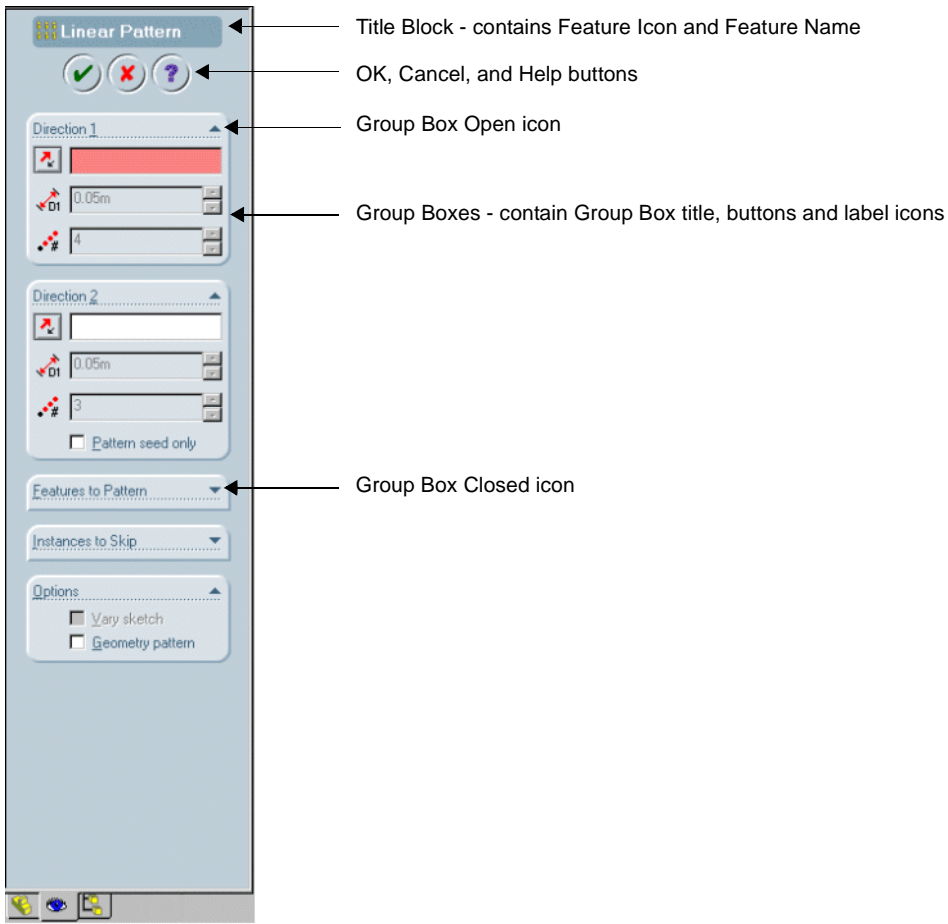 Linear Pattern
Title Block - contains Feature Icon and Feature Name
?
OK, Cancel, and Help buttons
Direction 1
Group Box Open icon
D1 0.05m
Group Boxes - contain Group Box title, buttons and label icons
# 4
Direction 2
D1 0.05m
# 3
Pattern seed only
Features to Pattern
Group Box Closed icon
Instances to Skip
Options
Vary sketch
Geometry pattern